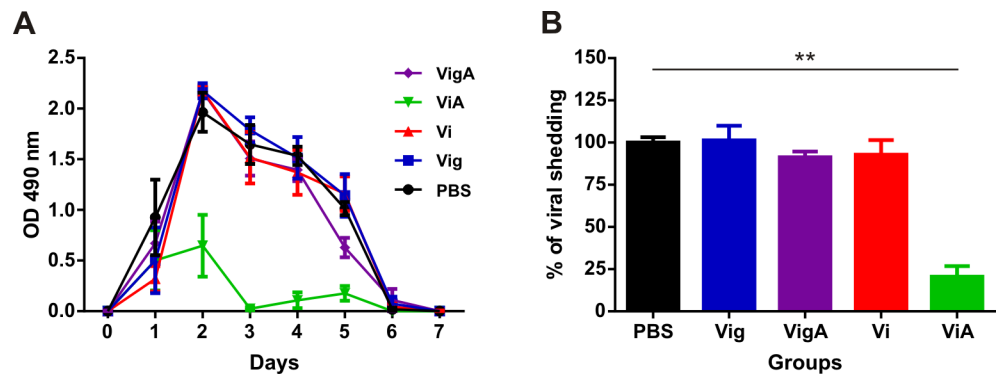 A
OD 490 nm
2.5
2.0
1.5
1.0
0.5
0.0
0 1 2 3 4 5 6 7
Days
VigA
ViA
Vi
Vig
PBS
B
% of viral shedding
150
125
100
75
50
25
0
**
PBS Vig VigA Vi ViA
Groups